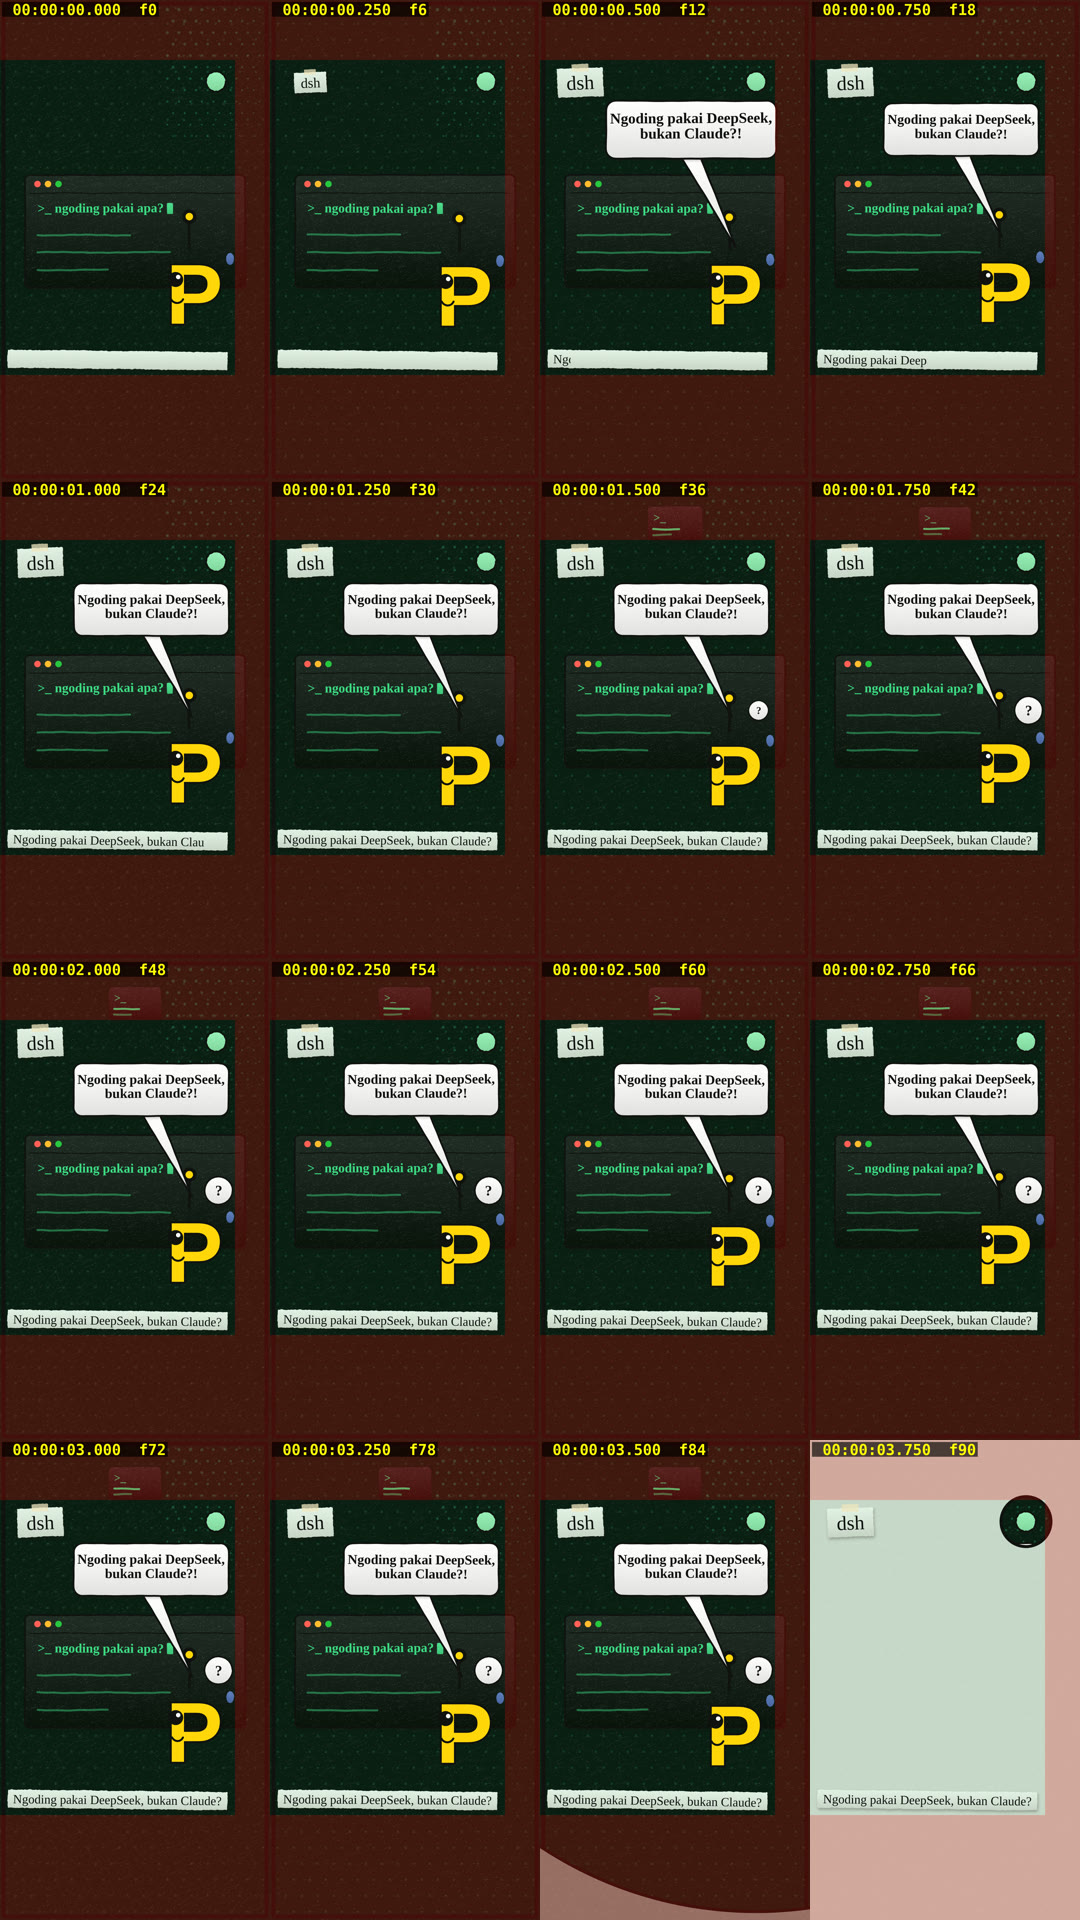 00:00:00.000 f0
>_ ngoding pakai apa?
P
00:00:00.250 f6
dsh
>_ ngoding pakai apa?
P
00:00:00.500 f12
dsh
Ngoding pakai DeepSeek,
bukan Claude?!
>_ ngoding pakai apa?
P
Ngo
00:00:00.750 f18
dsh
Ngoding pakai DeepSeek,
bukan Claude?!
>_ ngoding pakai apa?
P
Ngoding pakai Deep
00:00:01.000 f24
dsh
Ngoding pakai DeepSeek,
bukan Claude?!
>_ ngoding pakai apa?
P
Ngoding pakai DeepSeek, bukan Clau
00:00:01.250 f30
dsh
Ngoding pakai DeepSeek,
bukan Claude?!
>_ ngoding pakai apa?
P
Ngoding pakai DeepSeek, bukan Claude?
00:00:01.500 f36
>_
dsh
Ngoding pakai DeepSeek,
bukan Claude?!
>_ ngoding pakai apa?
?
P
Ngoding pakai DeepSeek, bukan Claude?
00:00:01.750 f42
>_
dsh
Ngoding pakai DeepSeek,
bukan Claude?!
>_ ngoding pakai apa?
?
P
Ngoding pakai DeepSeek, bukan Claude?
00:00:02.000 f48
>_
dsh
Ngoding pakai DeepSeek,
bukan Claude?!
>_ ngoding pakai apa?
?
P
Ngoding pakai DeepSeek, bukan Claude?
00:00:02.250 f54
>_
dsh
Ngoding pakai DeepSeek,
bukan Claude?!
>_ ngoding pakai apa?
?
P
Ngoding pakai DeepSeek, bukan Claude?
00:00:02.500 f60
>_
dsh
Ngoding pakai DeepSeek,
bukan Claude?!
>_ ngoding pakai apa?
?
P
Ngoding pakai DeepSeek, bukan Claude?
00:00:02.750 f66
>_
dsh
Ngoding pakai DeepSeek,
bukan Claude?!
>_ ngoding pakai apa?
?
P
Ngoding pakai DeepSeek, bukan Claude?
00:00:03.000 f72
>_
dsh
Ngoding pakai DeepSeek,
bukan Claude?!
>_ ngoding pakai apa?
?
P
Ngoding pakai DeepSeek, bukan Claude?
00:00:03.250 f78
>_
dsh
Ngoding pakai DeepSeek,
bukan Claude?!
>_ ngoding pakai apa?
?
P
Ngoding pakai DeepSeek, bukan Claude?
00:00:03.500 f84
>_
dsh
Ngoding pakai DeepSeek,
bukan Claude?!
>_ ngoding pakai apa?
?
P
Ngoding pakai DeepSeek, bukan Claude?
00:00:03.750 f90
dsh
Ngoding pakai DeepSeek, bukan Claude?